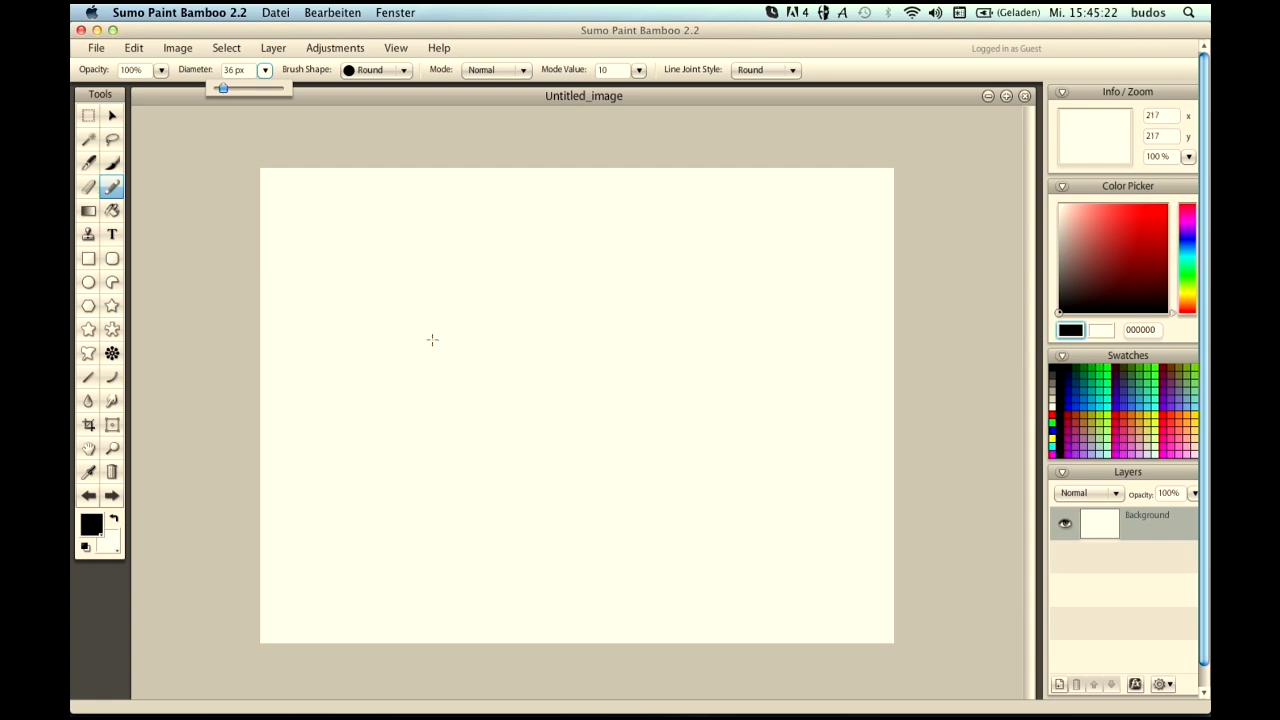 Sumo Paint Bamboo 2.2 Datei Bearbeiten Fenster 4 (Geladen) Mi. 15:45:22 budos
Sumo Paint Bamboo 2.2
File Edit Image Select Layer Adjustments View Help Logged in as Guest
Opacity: 100% Diameter: 36 px Brush Shape: Round Mode: Normal Mode Value: 10 Line Joint Style: Round
Tools
Untitled_image
Info / Zoom
217 x
217 y
100 %
Color Picker
000000
Swatches
Layers
Normal Opacity: 100%
Background